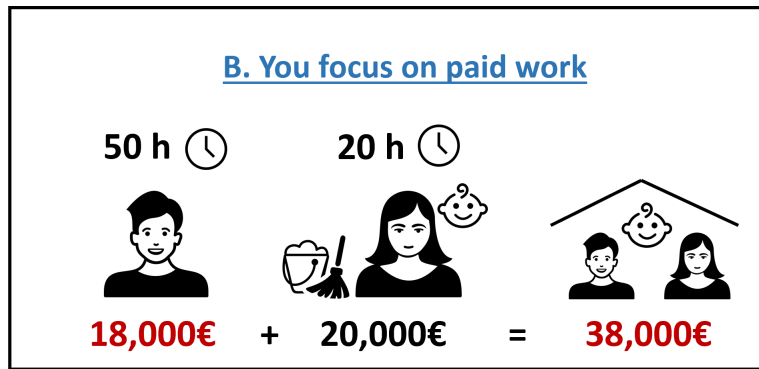 B. You focus on paid work
50 h 20 h
18,000€ + 20,000€ = 38,000€